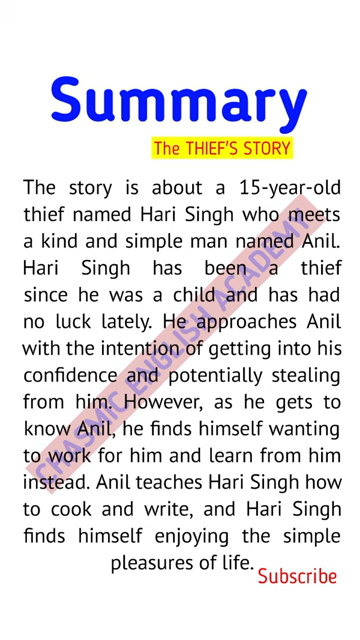 Summary
The THIEF'S STORY
The story is about a 15-year-old
thief named Hari Singh who meets
a kind and simple man named Anil.
Hari Singh has been a thief
since he was a child and has had
no luck lately. He approaches Anil
with the intention of getting into his
confidence and potentially stealing
from him. However, as he gets to
know Anil, he finds himself wanting
to work for him and learn from him
instead. Anil teaches Hari Singh how
to cook and write, and Hari Singh
finds himself enjoying the simple
pleasures of life.
Subscribe
CHASMIC ENGLISH ACADEMY